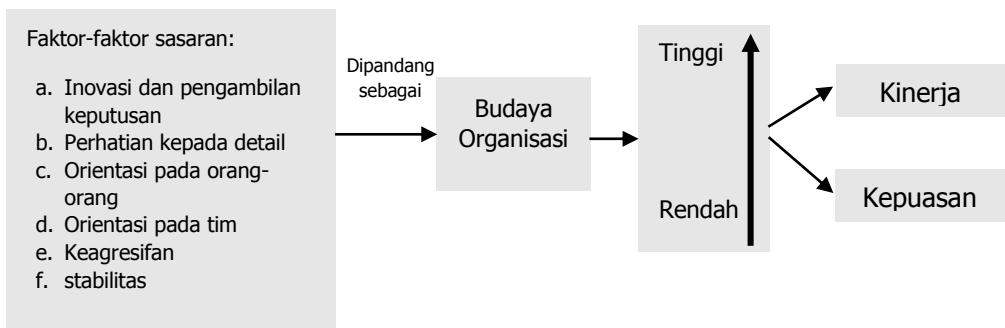 Faktor-faktor sasaran:
a. Inovasi dan pengambilan
keputusan
b. Perhatian kepada detail
c. Orientasi pada orang-
orang
d. Orientasi pada tim
e. Keagresifan
f. stabilitas
Dipandang
sebagai
Budaya
Organisasi
Tinggi
Rendah
Kinerja
Kepuasan